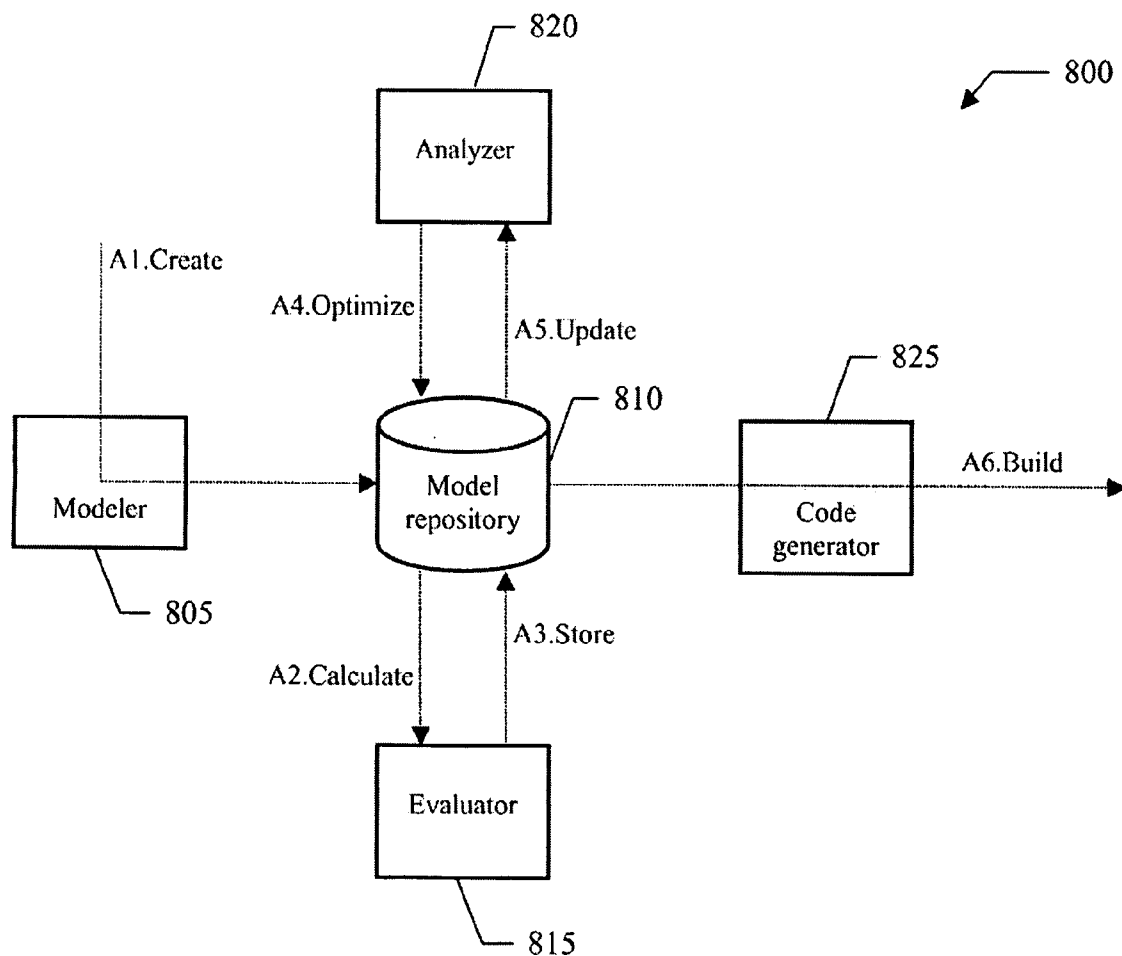 820
800
Analyzer
A1.Create
A4.Optimize
A5.Update
825
810
A6.Build
Modeler
Model
repository
Code
generator
805
A3.Store
A2.Calculate
Evaluator
815